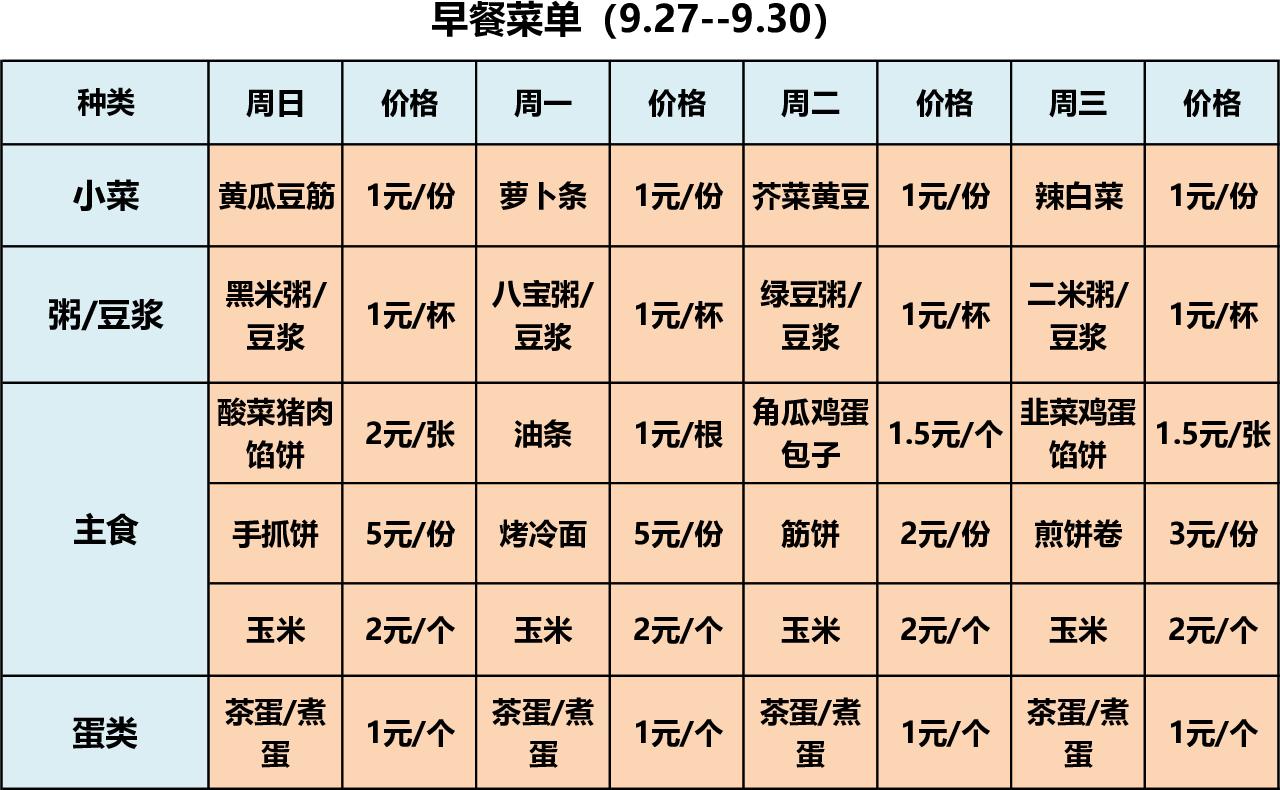 早餐菜单（9.27--9.30）
种类 周日 价格 周一 价格 周二 价格 周三 价格
小菜 黄瓜豆筋 1元/份 萝卜条 1元/份 芥菜黄豆 1元/份 辣白菜 1元/份
粥/豆浆 黑米粥/豆浆 1元/杯 八宝粥/豆浆 1元/杯 绿豆粥/豆浆 1元/杯 二米粥/豆浆 1元/杯
主食 酸菜猪肉馅饼 2元/张 油条 1元/根 角瓜鸡蛋包子 1.5元/个 韭菜鸡蛋馅饼 1.5元/张
手抓饼 5元/份 烤冷面 5元/份 筋饼 2元/份 煎饼卷 3元/份
玉米 2元/个 玉米 2元/个 玉米 2元/个 玉米 2元/个
蛋类 茶蛋/煮蛋 1元/个 茶蛋/煮蛋 1元/个 茶蛋/煮蛋 1元/个 茶蛋/煮蛋 1元/个